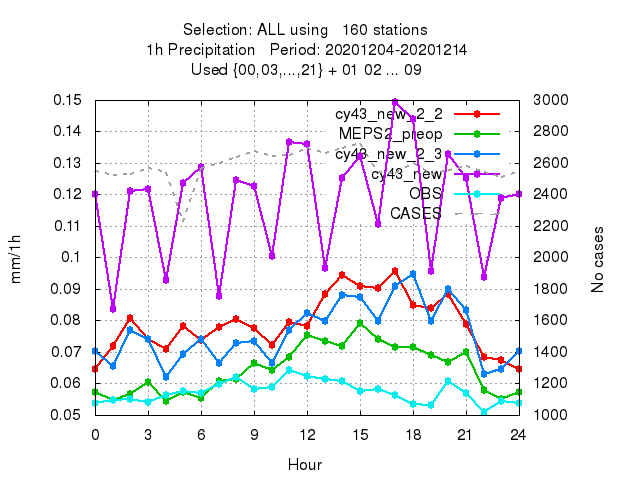 Selection: ALL using   160 stations
1h Precipitation   Period: 20201204-20201214
Used {00,03,...,21} + 01 02 ... 09
cy43_new_2_2
MEPS2_preop
cy43_new_2_3
cy43_new
OBS
CASES
0.15
0.14
0.13
0.12
0.11
0.1
0.09
0.08
0.07
0.06
0.05
mm/1h
3000
2800
2600
2400
2200
2000
1800
1600
1400
1200
1000
No cases
0 3 6 9 12 15 18 21 24
Hour